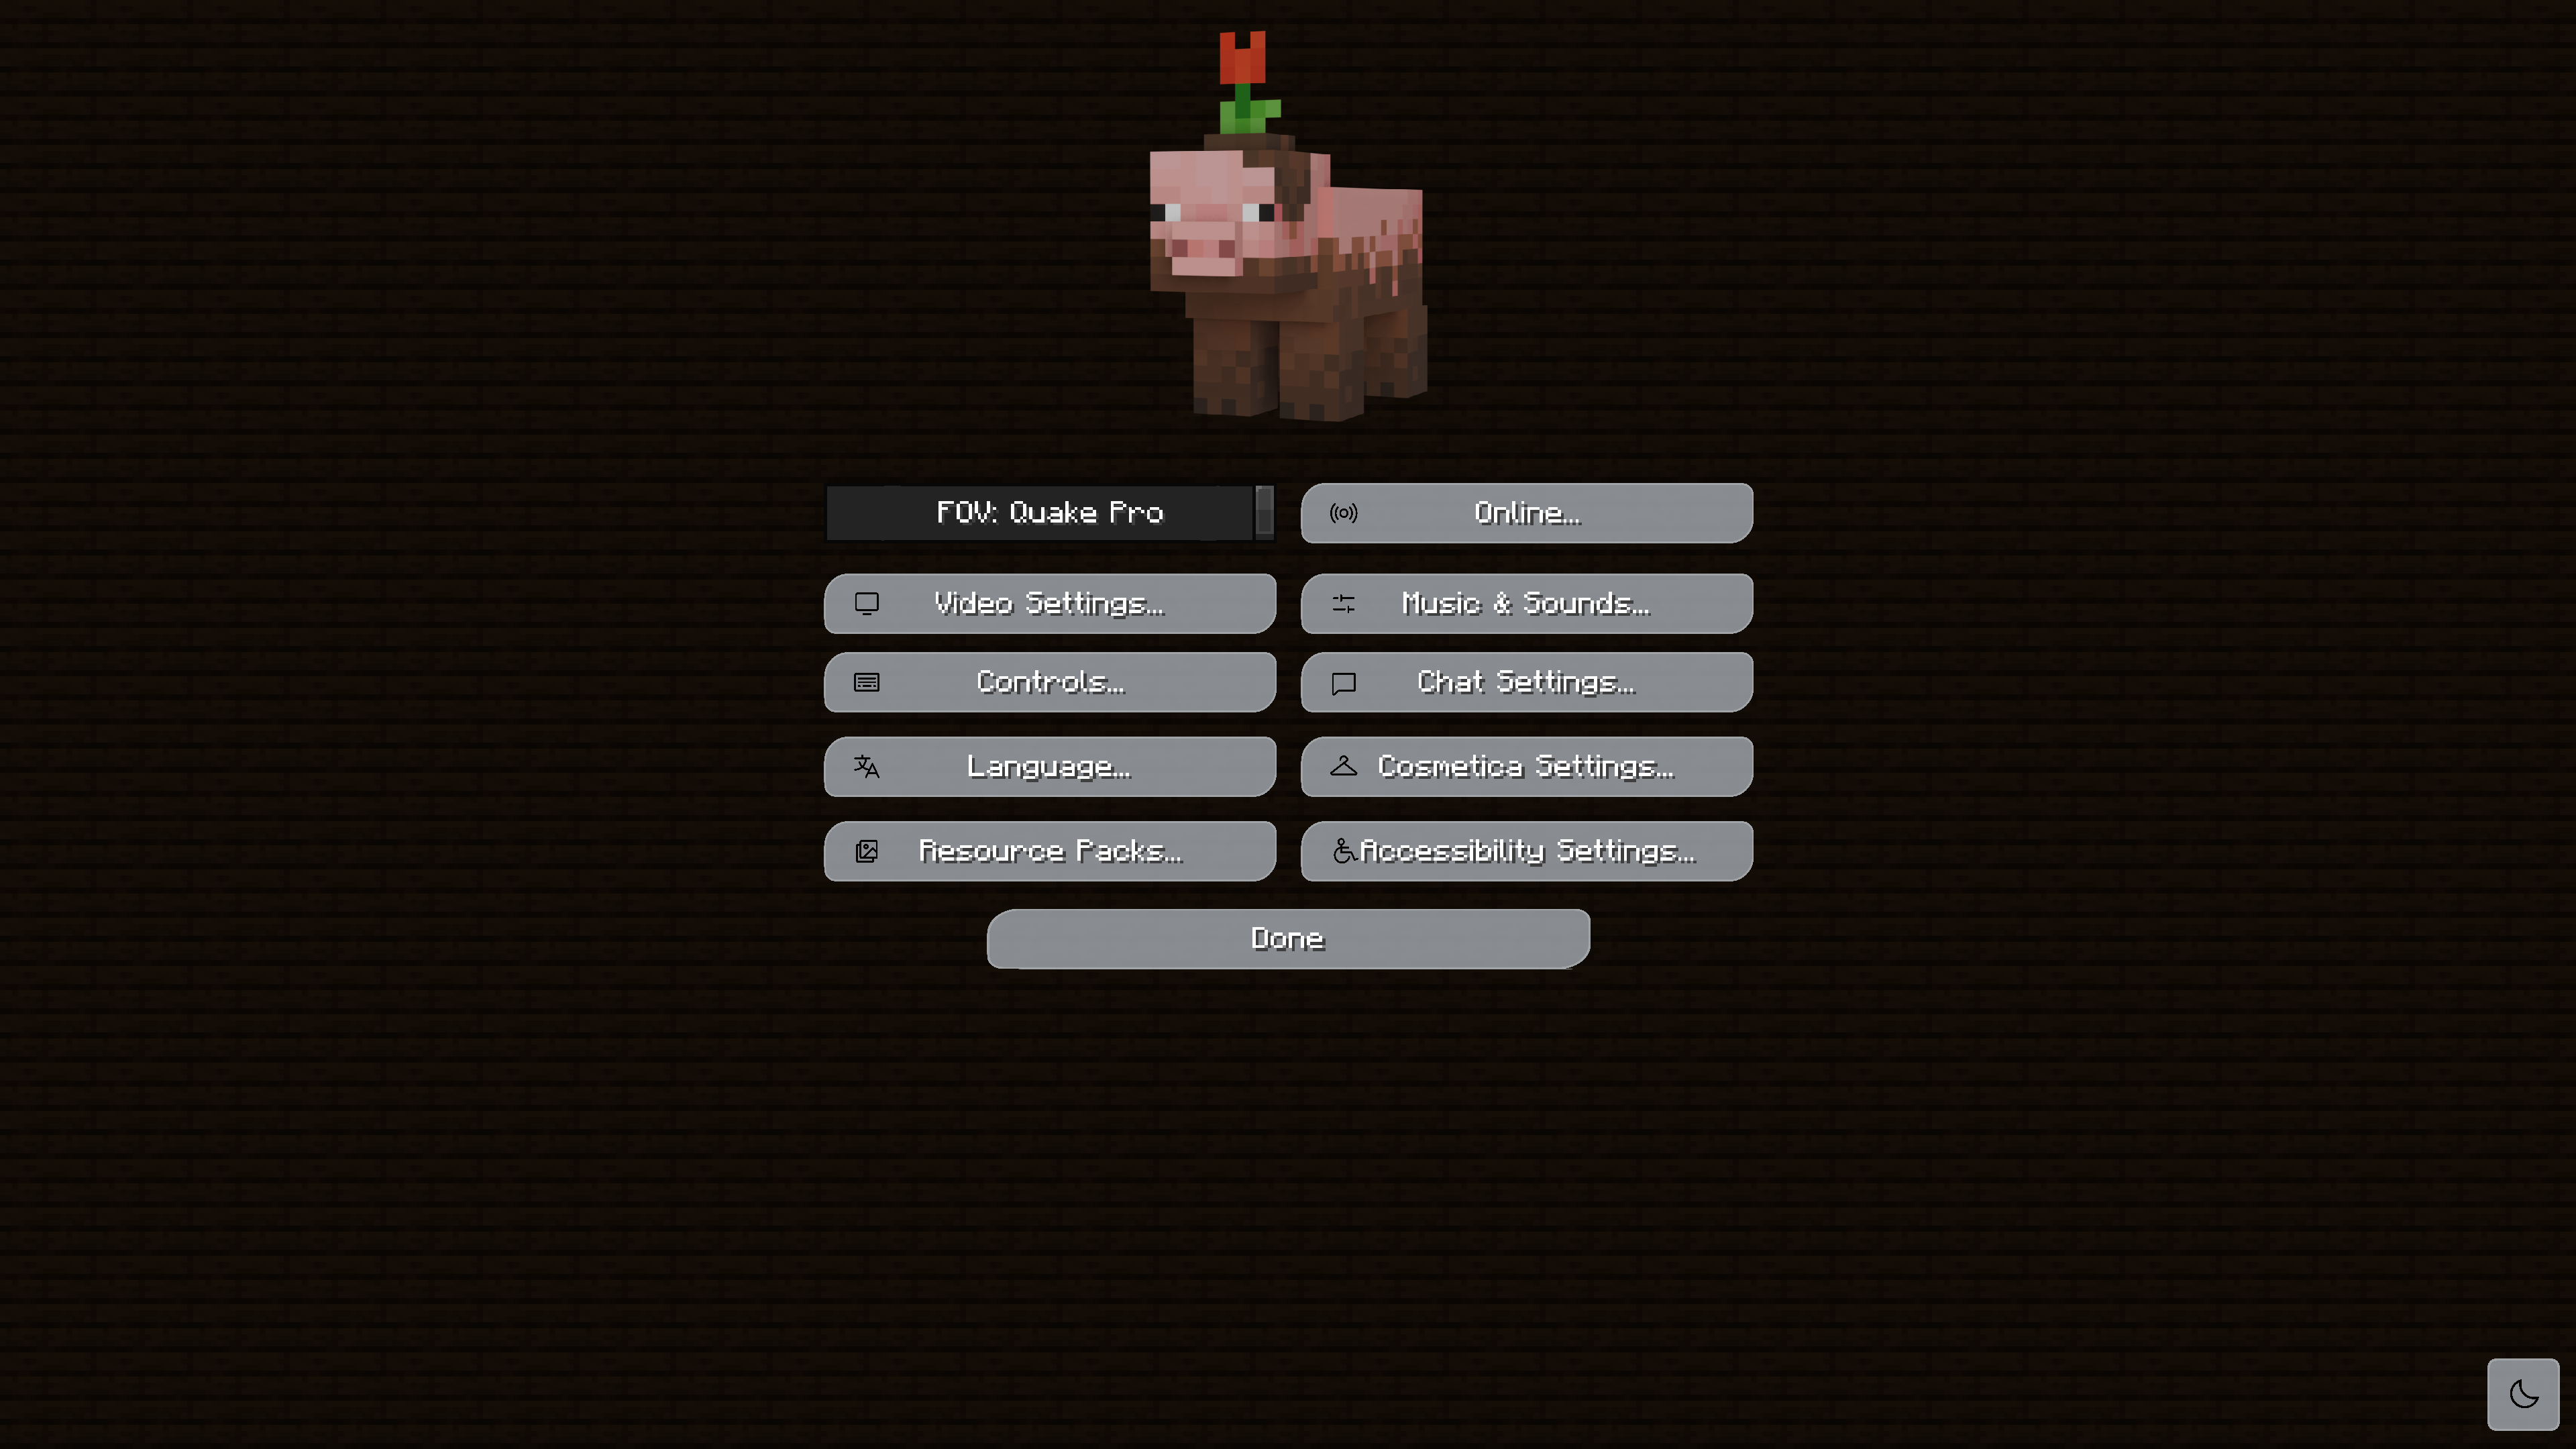 FOV: Quake Pro
Online...
Video Settings...
Music & Sounds...
Controls...
Chat Settings...
Language...
Cosmetica Settings...
Resource Packs...
Accessibility Settings...
Done